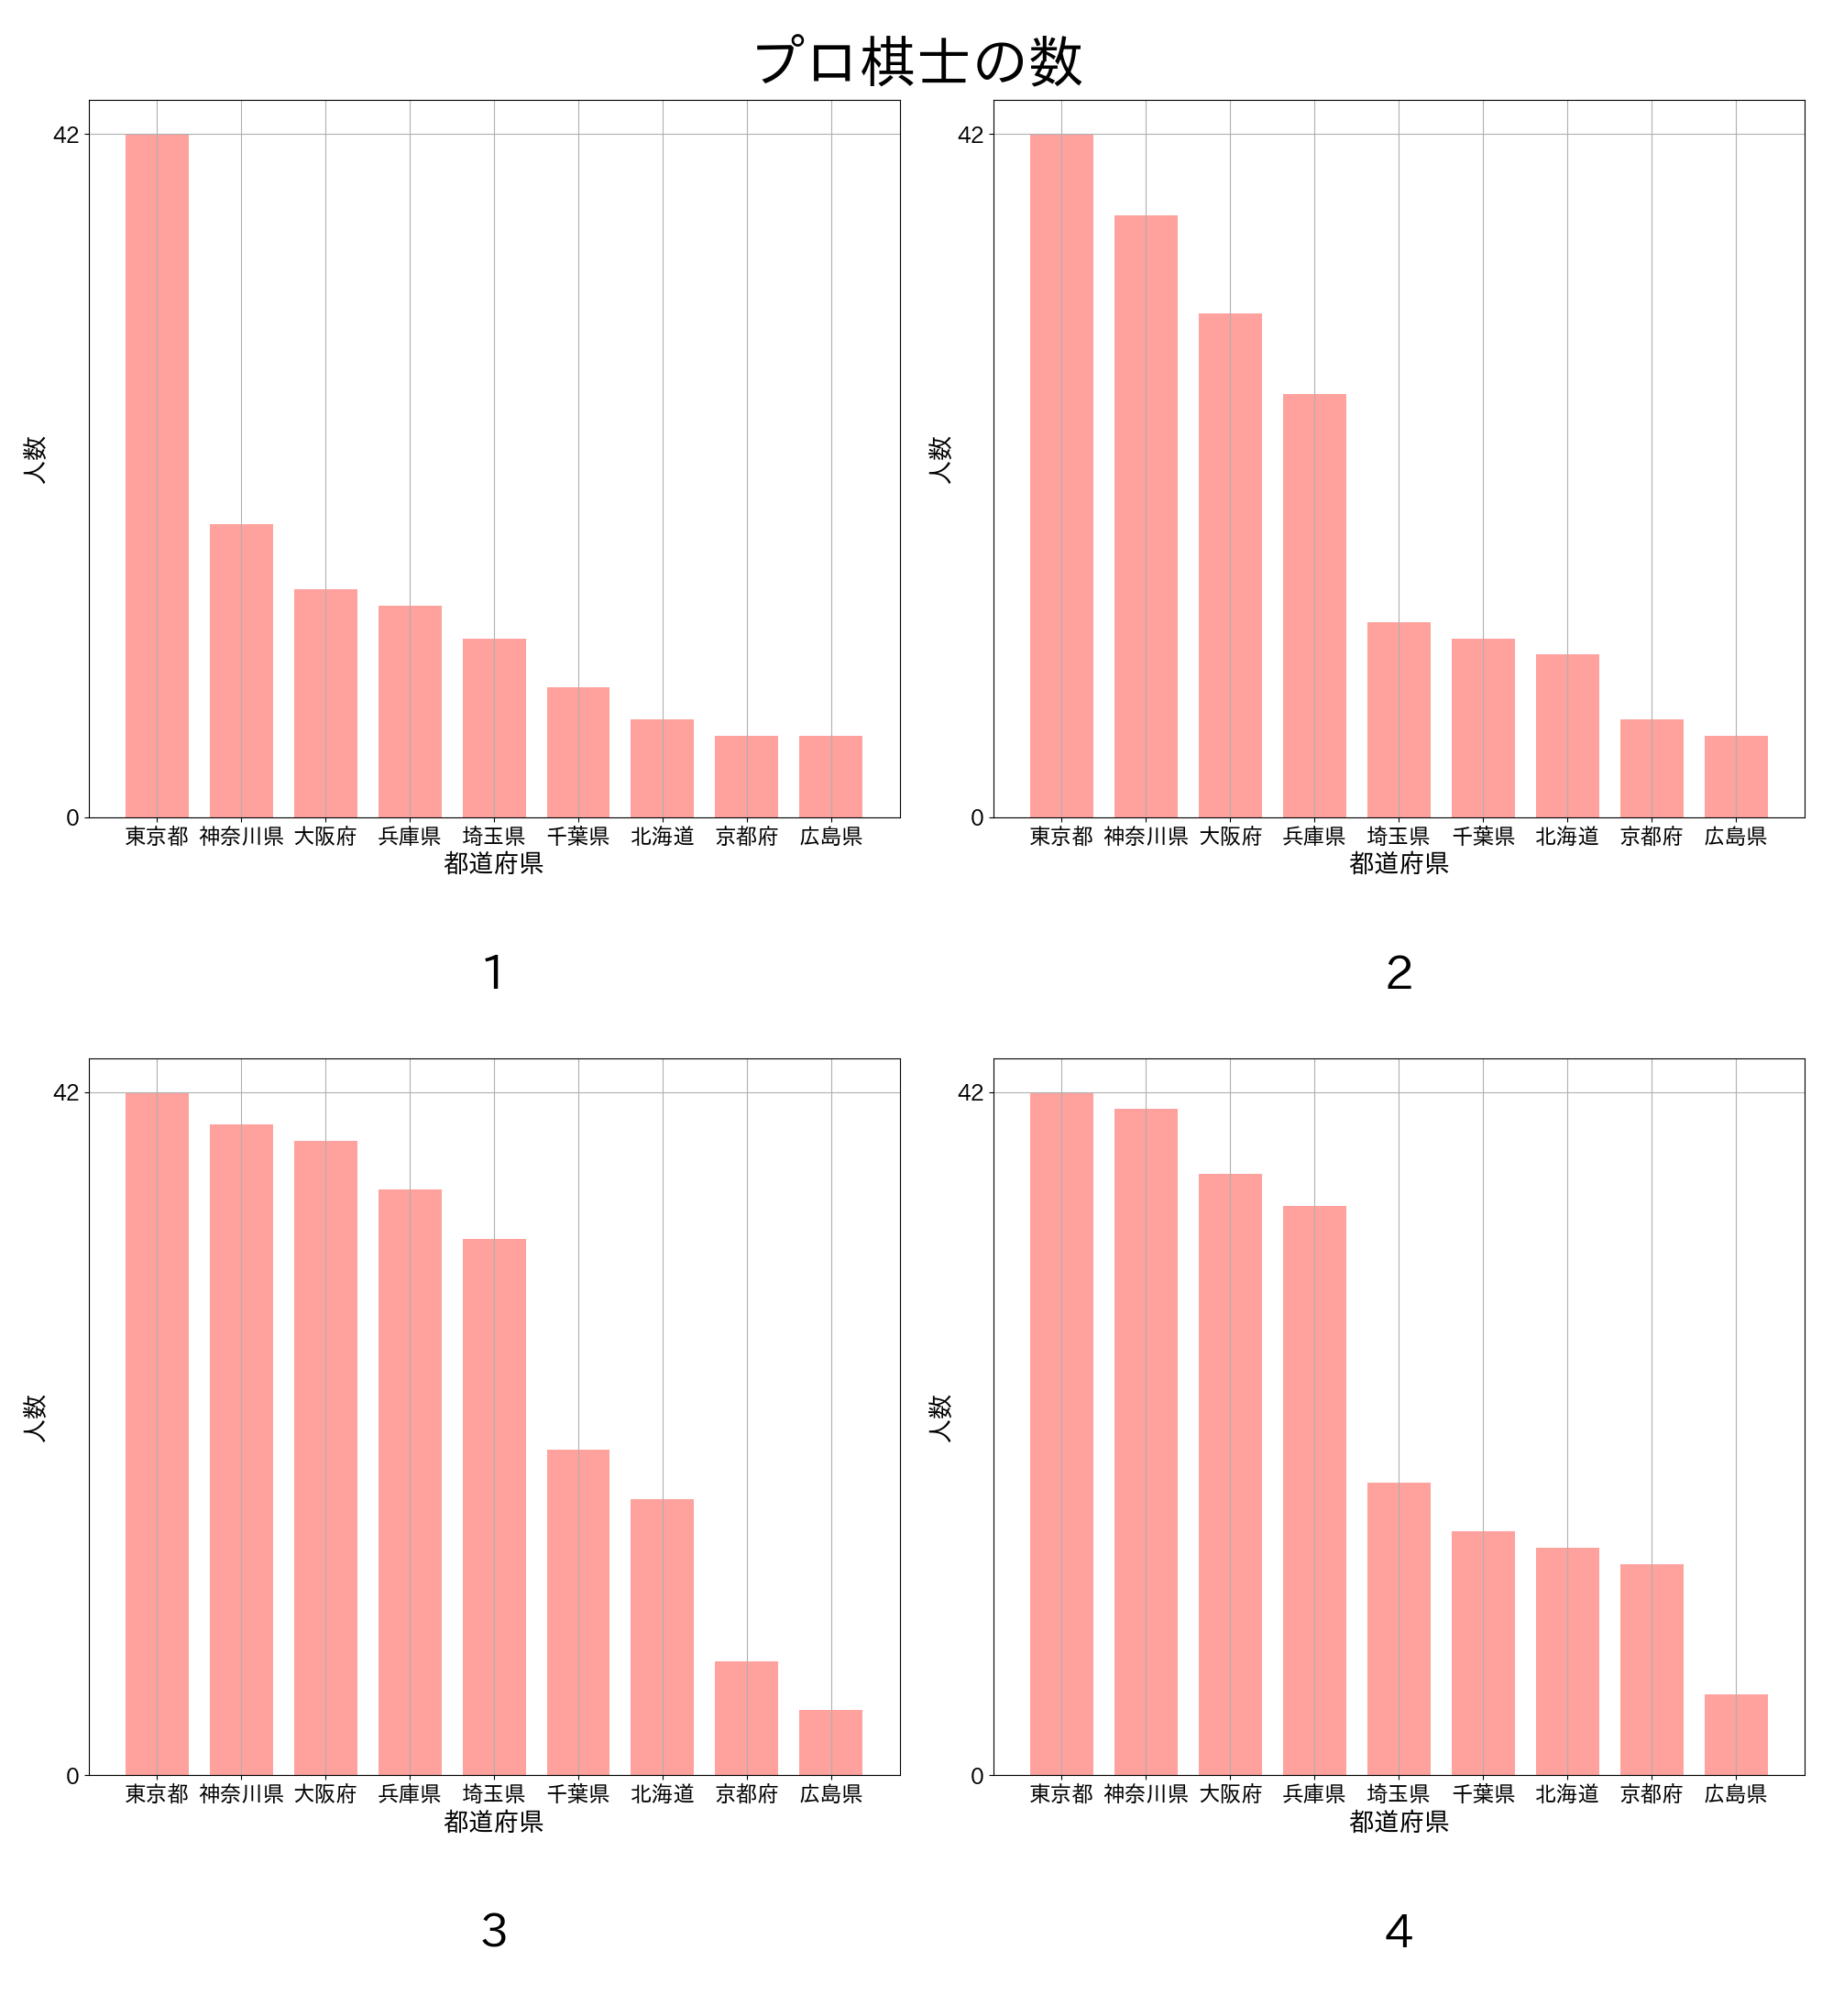 プロ棋士の数
42
0
人数
東京都 神奈川県 大阪府 兵庫県 埼玉県 千葉県 北海道 京都府 広島県
都道府県
1
42
0
人数
東京都 神奈川県 大阪府 兵庫県 埼玉県 千葉県 北海道 京都府 広島県
都道府県
2
42
0
人数
東京都 神奈川県 大阪府 兵庫県 埼玉県 千葉県 北海道 京都府 広島県
都道府県
3
42
0
人数
東京都 神奈川県 大阪府 兵庫県 埼玉県 千葉県 北海道 京都府 広島県
都道府県
4